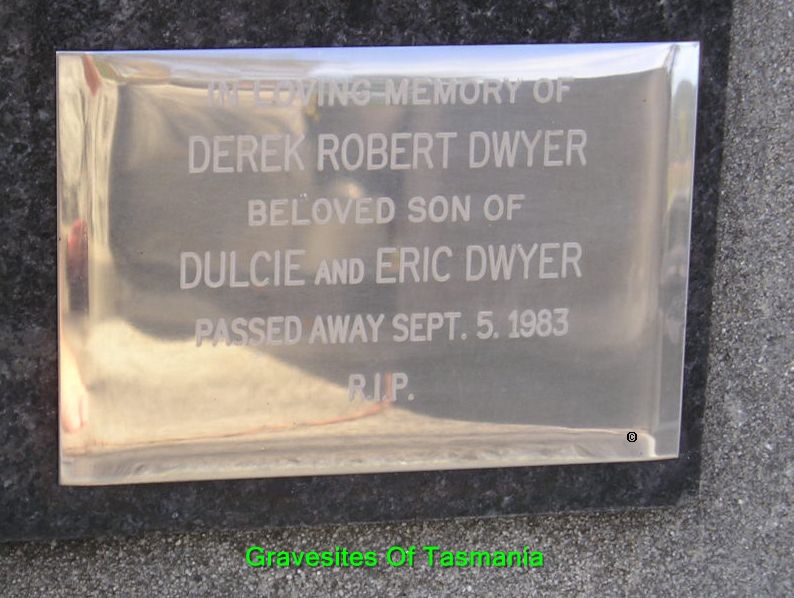 IN LOVING MEMORY OF
DEREK ROBERT DWYER
BELOVED SON OF
DULCIE AND ERIC DWYER
PASSED AWAY SEPT. 5. 1983
R.I.P.
©
Gravesites Of Tasmania